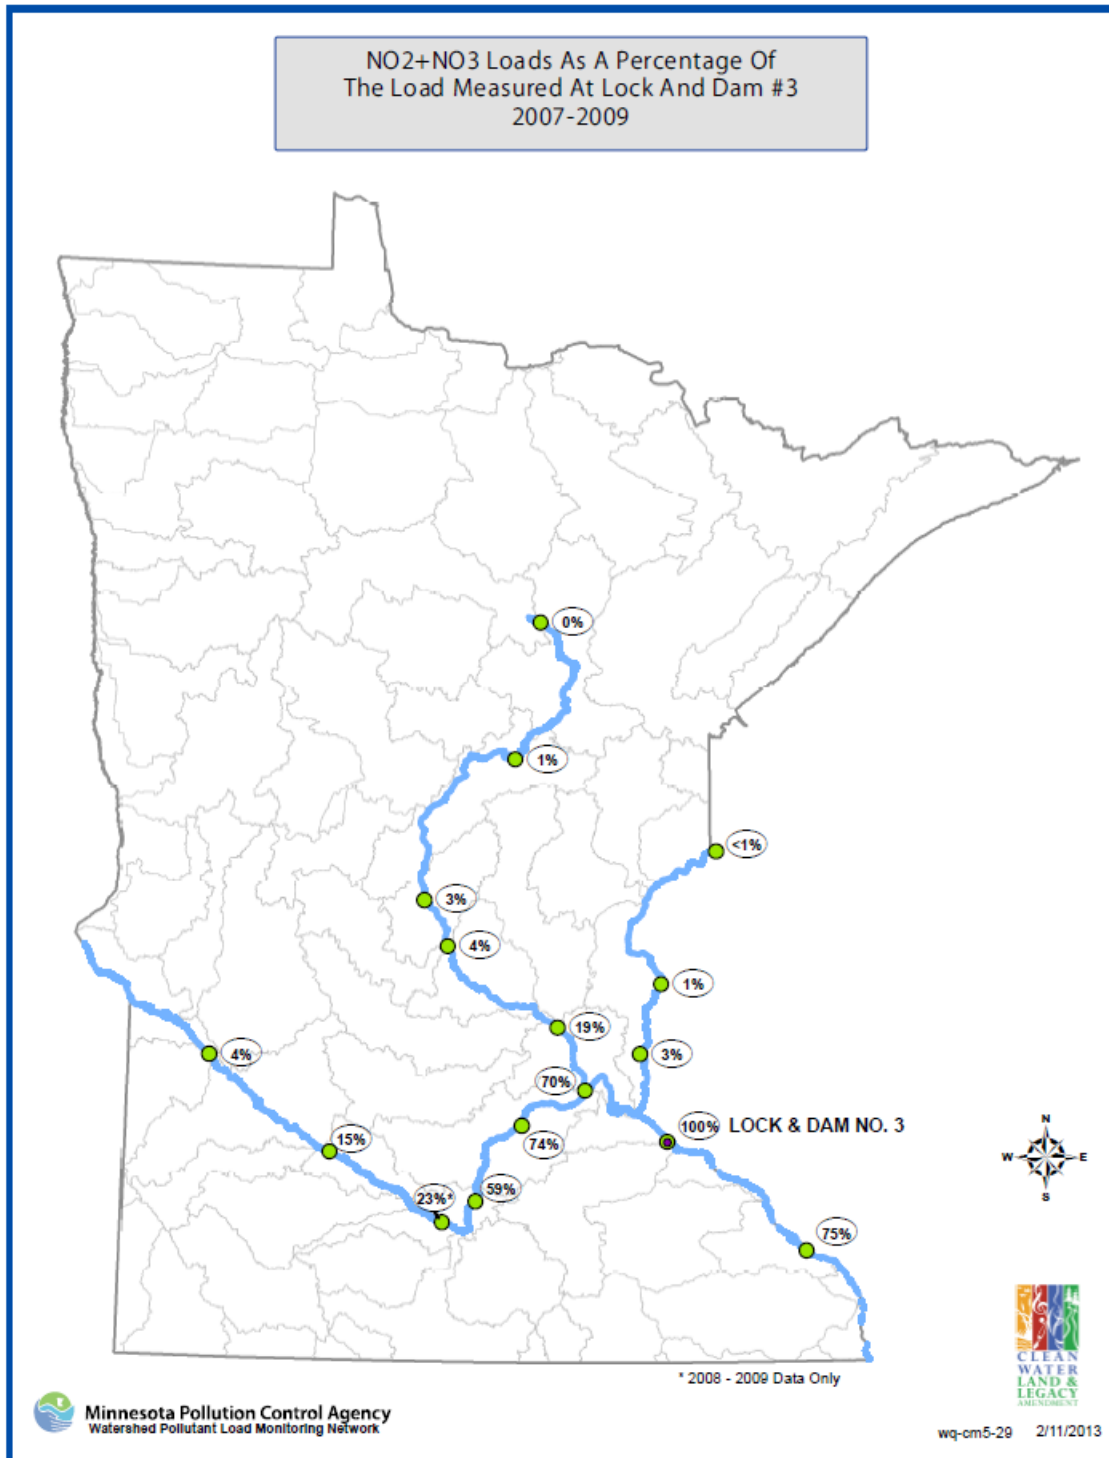 NO2+NO3 Loads As A Percentage Of
The Load Measured At Lock And Dam #3
2007-2009
0%
1%
<1%
3%
4%
1%
19%
4%
3%
70%
100% LOCK & DAM NO. 3
74%
15%
59%
23%*
75%
N
W
E
S
* 2008 - 2009 Data Only
CLEAN
WATER
LAND &
LEGACY
AMENDMENT
Minnesota Pollution Control Agency
Watershed Pollutant Load Monitoring Network
wq-cm5-29 2/11/2013